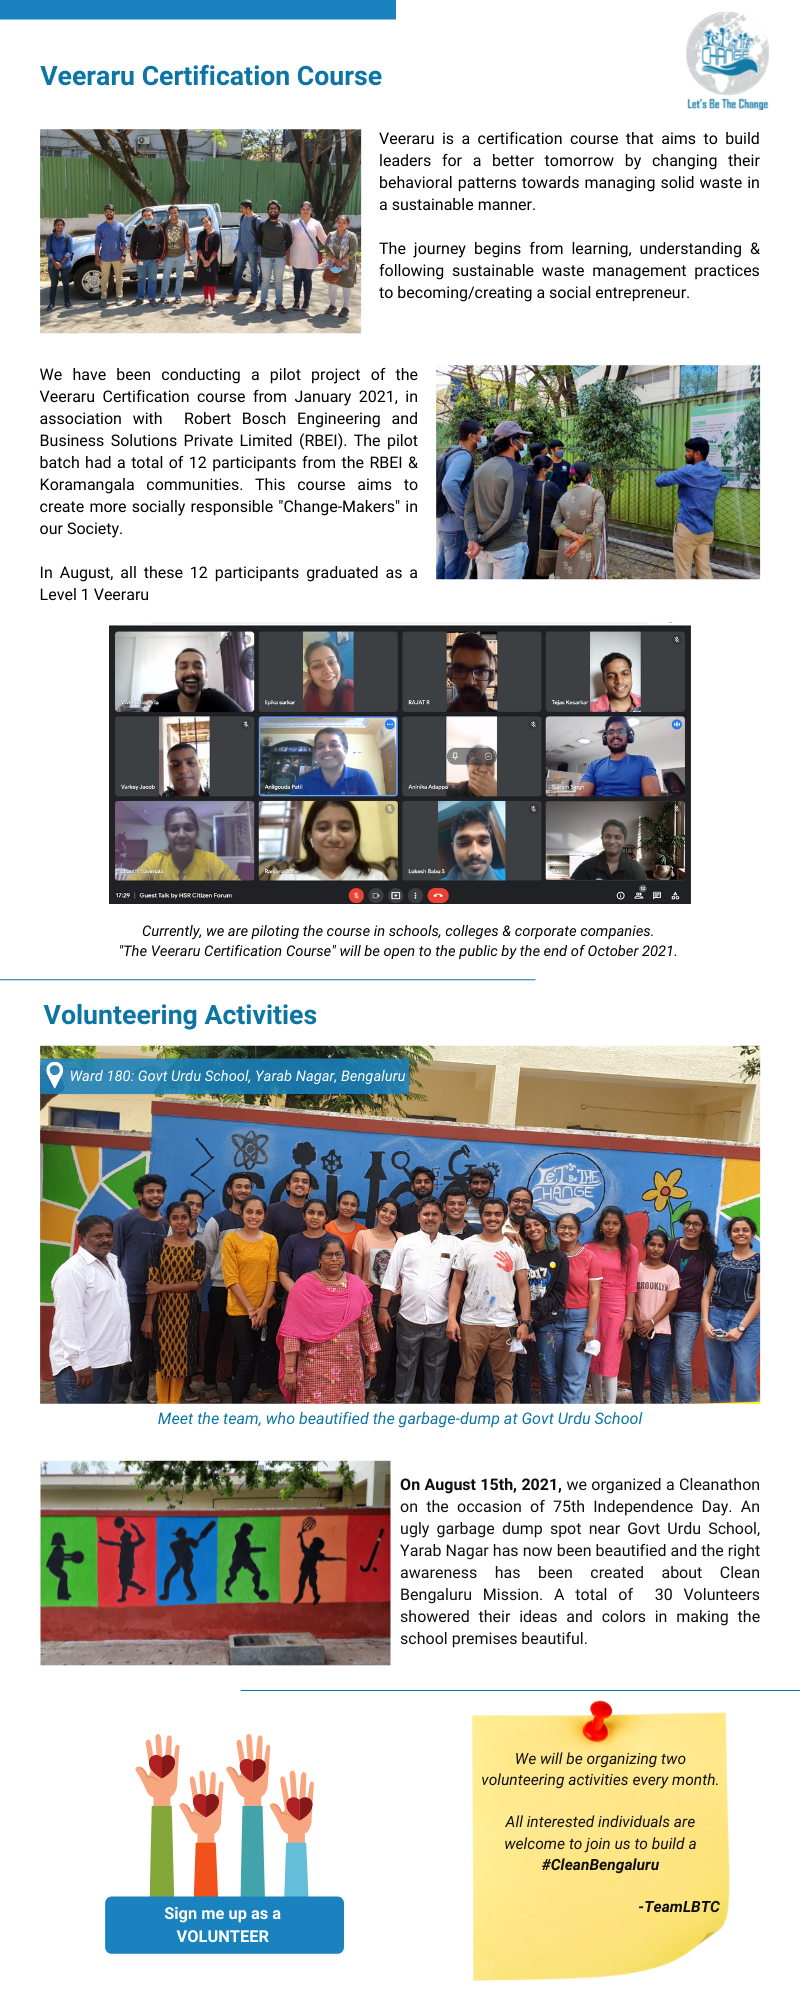 Let's Be The Change
Veeraru Certification Course
Veeraru is a certification course that aims to build
leaders for a better tomorrow by changing their
behavioral patterns towards managing solid waste in
a sustainable manner.
The journey begins from learning, understanding &
following sustainable waste management practices
to becoming/creating a social entrepreneur.
We have been conducting a pilot project of the
Veeraru Certification course from January 2021, in
association with Robert Bosch Engineering and
Business Solutions Private Limited (RBEI). The pilot
batch had a total of 12 participants from the RBEI &
Koramangala communities. This course aims to
create more socially responsible "Change-Makers" in
our Society.
In August, all these 12 participants graduated as a
Level 1 Veeraru
Epika sarkar
RAJAT R
Tejas Kesarkar
Varkey Jacob
Anilgouda Patil
Aninika Adappa
Lokesh Babu S
You
17:29 | Guest Talk by HSR Citizen Forum
12
Currently, we are piloting the course in schools, colleges & corporate companies.
"The Veeraru Certification Course" will be open to the public by the end of October 2021.
Volunteering Activities
Ward 180: Govt Urdu School, Yarab Nagar, Bengaluru
LET'S BE THE
CHANGE
2017
BROOKLYN
Meet the team, who beautified the garbage-dump at Govt Urdu School
On August 15th, 2021, we organized a Cleanathon
on the occasion of 75th Independence Day. An
ugly garbage dump spot near Govt Urdu School,
Yarab Nagar has now been beautified and the right
awareness has been created about Clean
Bengaluru Mission. A total of 30 Volunteers
showered their ideas and colors in making the
school premises beautiful.
We will be organizing two
volunteering activities every month.
All interested individuals are
welcome to join us to build a
#CleanBengaluru
-TeamLBTC
Sign me up as a
VOLUNTEER